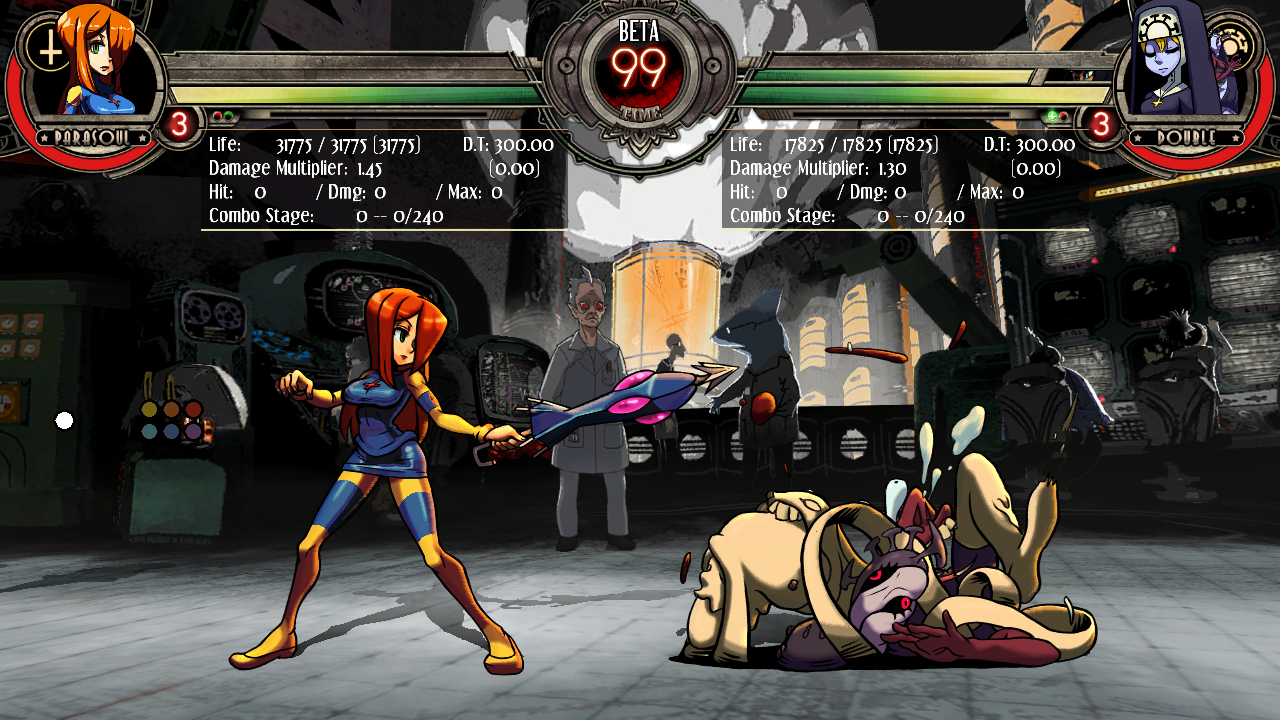 BETA
99
TIME
PARASOUL
3
3
DOUBLE
Life: 31775 / 31775 (31775) D.T: 300.00
Damage Multiplier: 1.45 (0.00)
Hit: 0 / Dmg: 0 / Max: 0
Combo Stage: 0 -- 0/240
Life: 17825 / 17825 (17825) D.T: 300.00
Damage Multiplier: 1.30 (0.00)
Hit: 0 / Dmg: 0 / Max: 0
Combo Stage: 0 -- 0/240